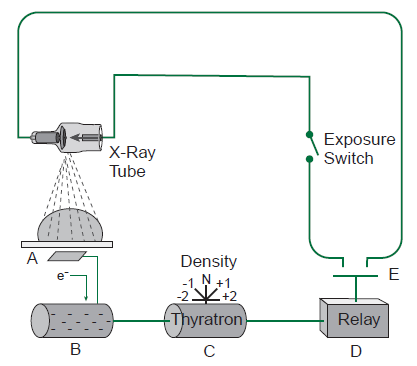 X-Ray
Tube
Exposure
Switch
A
e-
Density
-2 -1 N +1 +2
E
Thyratron
Relay
B
C
D